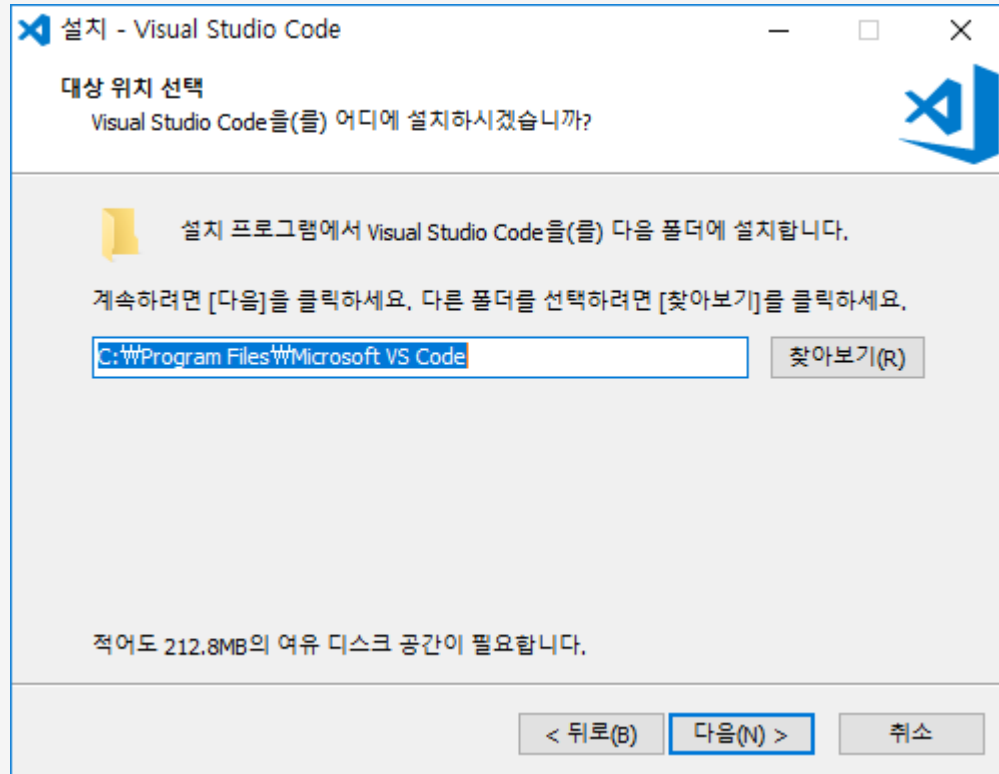 설치 - Visual Studio Code
대상 위치 선택
Visual Studio Code을(를) 어디에 설치하시겠습니까?
설치 프로그램에서 Visual Studio Code을(를) 다음 폴더에 설치합니다.
계속하려면 [다음]을 클릭하세요. 다른 폴더를 선택하려면 [찾아보기]를 클릭하세요.
C:₩Program Files₩Microsoft VS Code 찾아보기(R)
적어도 212.8MB의 여유 디스크 공간이 필요합니다.
< 뒤로(B) 다음(N) > 취소